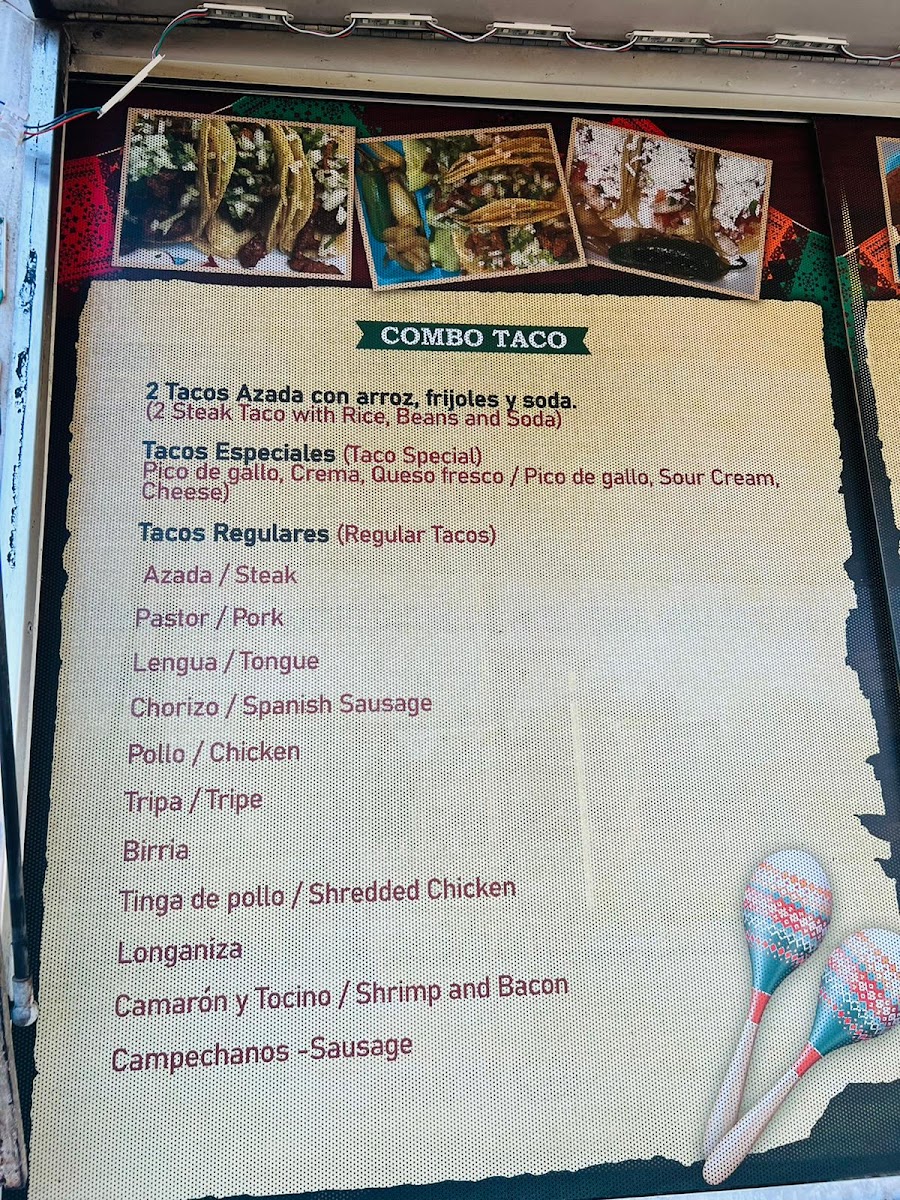 COMBO TACO
2 Tacos Azada con arroz, frijoles y soda.
(2 Steak Taco with Rice, Beans and Soda)
Tacos Especiales (Taco Special)
Pico de gallo, Crema, Queso fresco / Pico de gallo, Sour Cream,
Cheese)
Tacos Regulares (Regular Tacos)
Azada / Steak
Pastor / Pork
Lengua / Tongue
Chorizo / Spanish Sausage
Pollo / Chicken
Tripa / Tripe
Birria
Tinga de pollo / Shredded Chicken
Longaniza
Camarón y Tocino / Shrimp and Bacon
Campechanos -Sausage